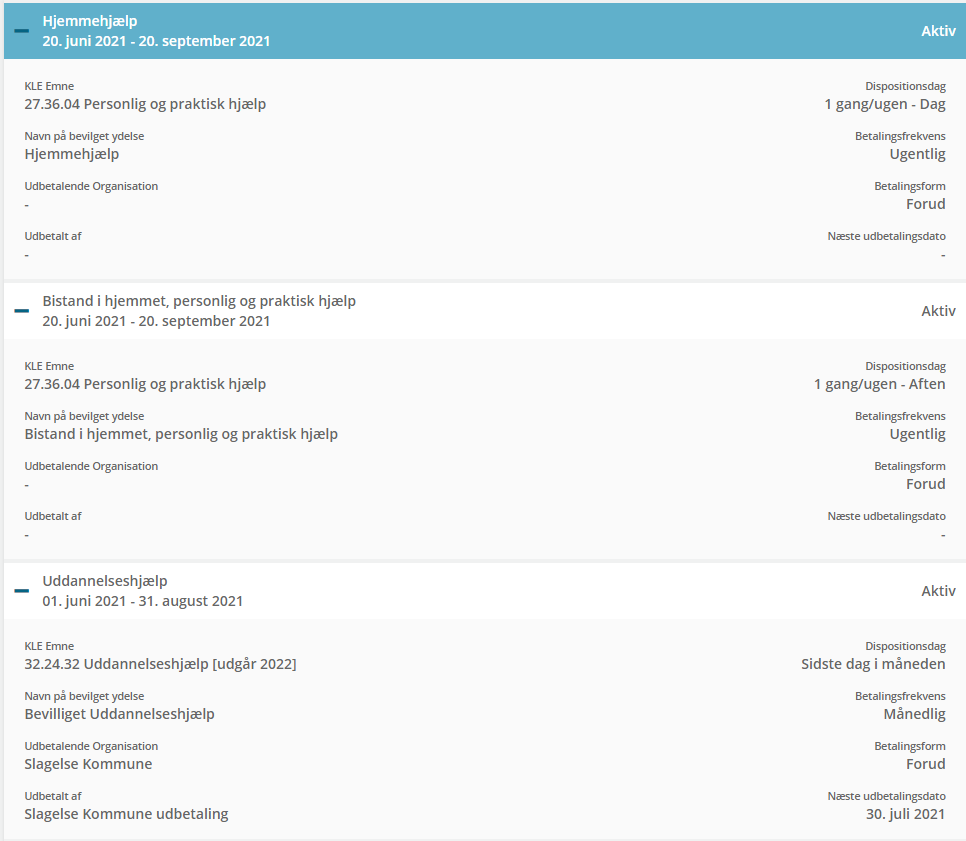 Hjemmehjælp
20. juni 2021 - 20. september 2021
Aktiv
KLE Emne
27.36.04 Personlig og praktisk hjælp
Dispositionsdag
1 gang/ugen - Dag
Navn på bevilget ydelse
Hjemmehjælp
Betalingsfrekvens
Ugentlig
Udbetalende Organisation
-
Betalingsform
Forud
Udbetalt af
-
Næste udbetalingsdato
-
Bistand i hjemmet, personlig og praktisk hjælp
20. juni 2021 - 20. september 2021
Aktiv
KLE Emne
27.36.04 Personlig og praktisk hjælp
Dispositionsdag
1 gang/ugen - Aften
Navn på bevilget ydelse
Bistand i hjemmet, personlig og praktisk hjælp
Betalingsfrekvens
Ugentlig
Udbetalende Organisation
-
Betalingsform
Forud
Udbetalt af
-
Næste udbetalingsdato
-
Uddannelseshjælp
01. juni 2021 - 31. august 2021
Aktiv
KLE Emne
32.24.32 Uddannelseshjælp [udgår 2022]
Dispositionsdag
Sidste dag i måneden
Navn på bevilget ydelse
Bevilliget Uddannelseshjælp
Betalingsfrekvens
Månedlig
Udbetalende Organisation
Slagelse Kommune
Betalingsform
Forud
Udbetalt af
Slagelse Kommune udbetaling
Næste udbetalingsdato
30. juli 2021